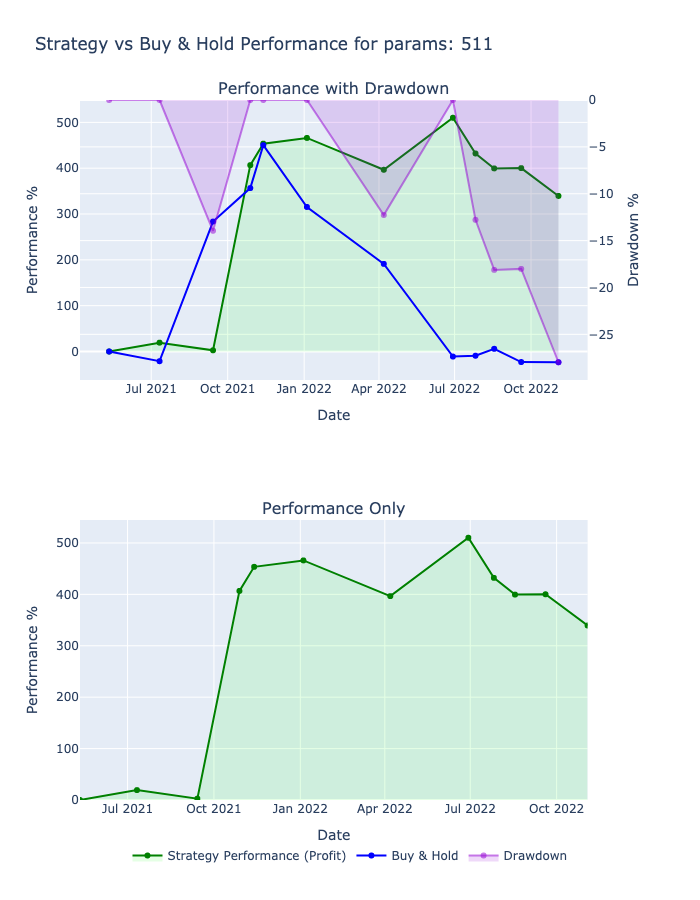 Strategy vs Buy & Hold Performance for params: 511
Performance with Drawdown
500
400
300
200
100
0
Performance %
0
−5
−10
−15
−20
−25
Drawdown %
Jul 2021 Oct 2021 Jan 2022 Apr 2022 Jul 2022 Oct 2022
Date
Performance Only
500
400
300
200
100
0
Performance %
Jul 2021 Oct 2021 Jan 2022 Apr 2022 Jul 2022 Oct 2022
Date
Strategy Performance (Profit) Buy & Hold Drawdown